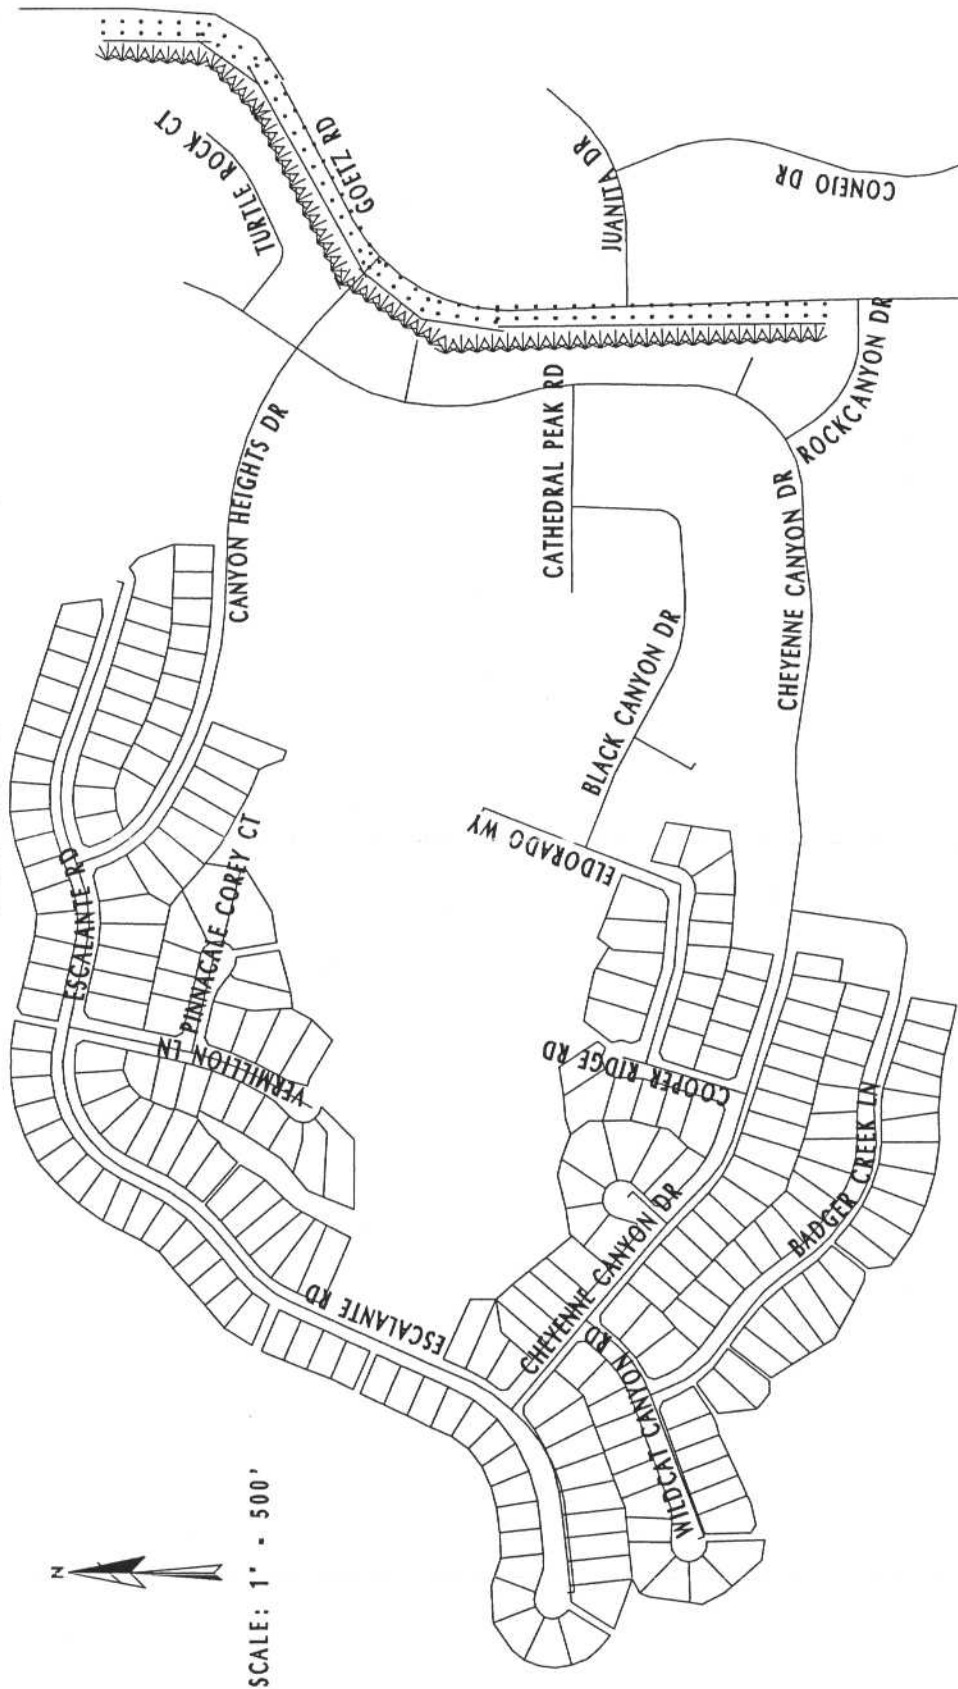 TURTLE ROCK CT
GOETZ RD
JUANITA DR
CONEJO DR
CANYON HEIGHTS DR
CATHEDRAL PEAK RD
ROCKCANYON DR
CHEYENNE CANYON DR
BLACK CANYON DR
ELDORADO WY
ESCALANTE RD
PINNACALE COREY CT
VERMILLION LN
COOPER RIDGE RD
BADGER CREEK LN
CHEYENNE CANYON DR
ESCALANTE RD
WILDCAT CANYON RD
N
SCALE: 1" - 500'